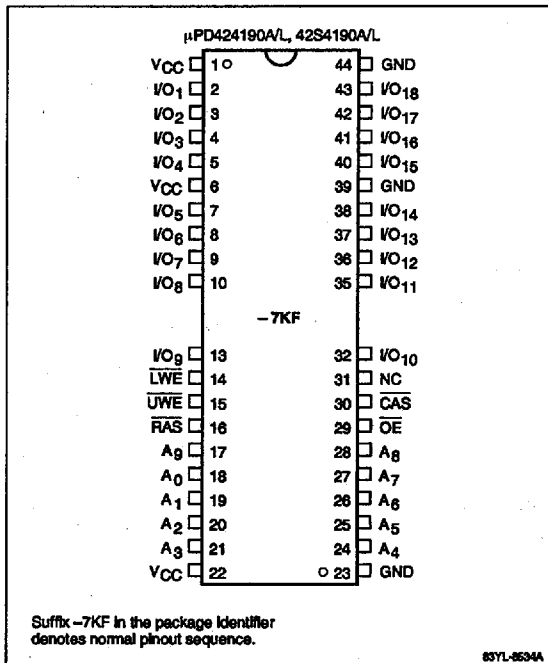 μPD424190A/L, 42S4190A/L
VCC 1 44 GND
I/O1 2 43 I/O18
I/O2 3 42 I/O17
I/O3 4 41 I/O16
I/O4 5 40 I/O15
VCC 6 39 GND
I/O5 7 38 I/O14
I/O6 8 37 I/O13
I/O7 9 36 I/O12
I/O8 10 35 I/O11
–7KF
I/O9 13 32 I/O10
LWE 14 31 NC
UWE 15 30 CAS
RAS 16 29 OE
A9 17 28 A8
A0 18 27 A7
A1 19 26 A6
A2 20 25 A5
A3 21 24 A4
VCC 22 23 GND
Suffix –7KF in the package identifier
denotes normal pinout sequence.
83YL-8534A